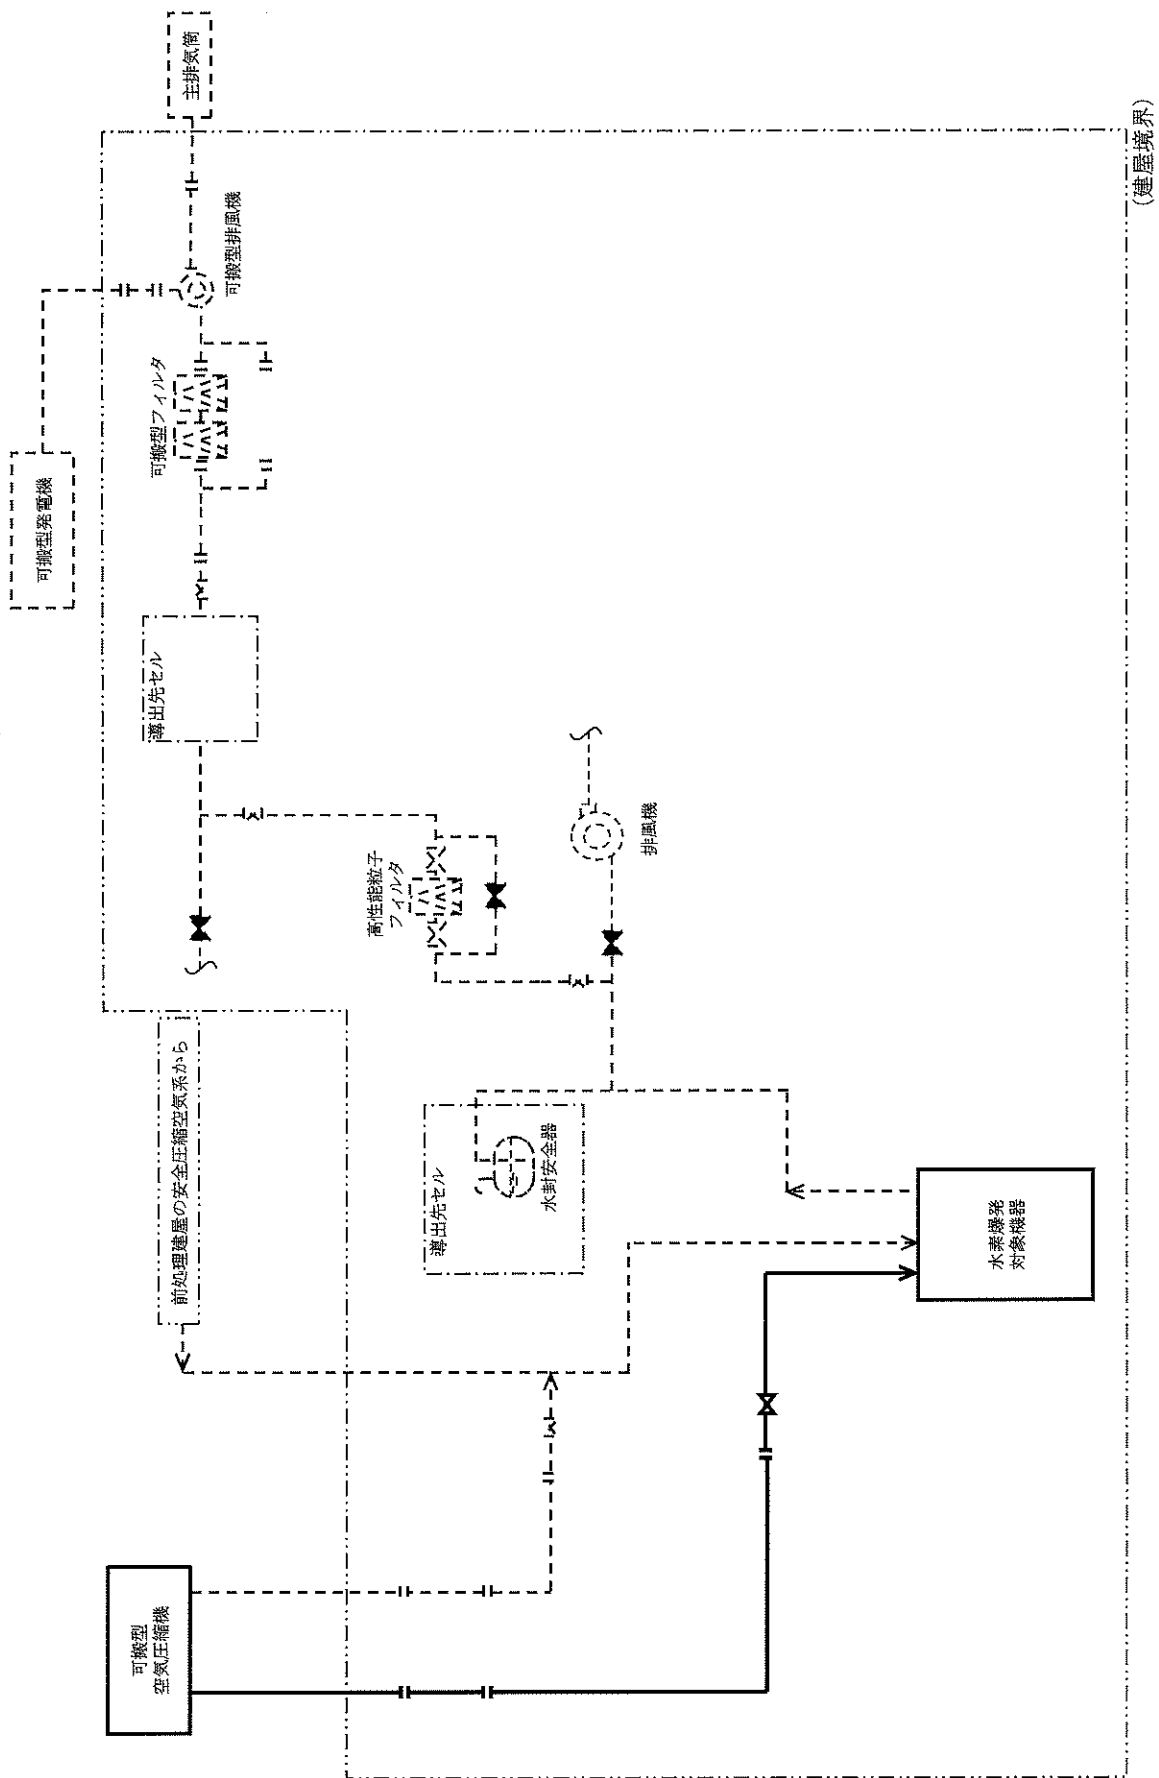 可搬型
空気圧縮機
前処理建屋の安全圧縮空気系から
導出先セル
水封安全器
水素爆発
対象機器
高性能粒子
フィルタ
排風機
導出先セル
可搬型発電機
可搬型フィルタ
可搬型排風機
主排気筒
(建屋境界)